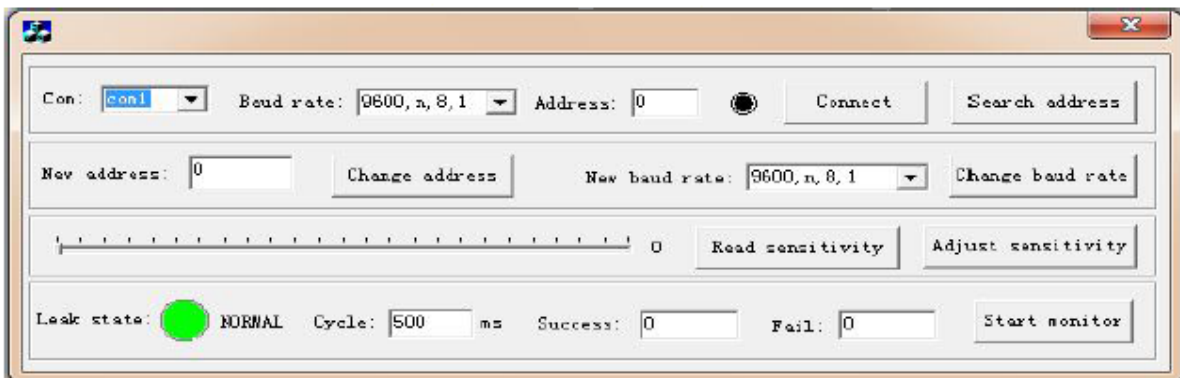 Con: con1 Baud rate: 9600,n,8,1 Address: 0 Connect Search address
New address: 0 Change address New baud rate: 9600,n,8,1 Change baud rate
0 Read sensitivity Adjust sensitivity
Leak state: NORMAL Cycle: 500 ms Success: 0 Fail: 0 Start monitor